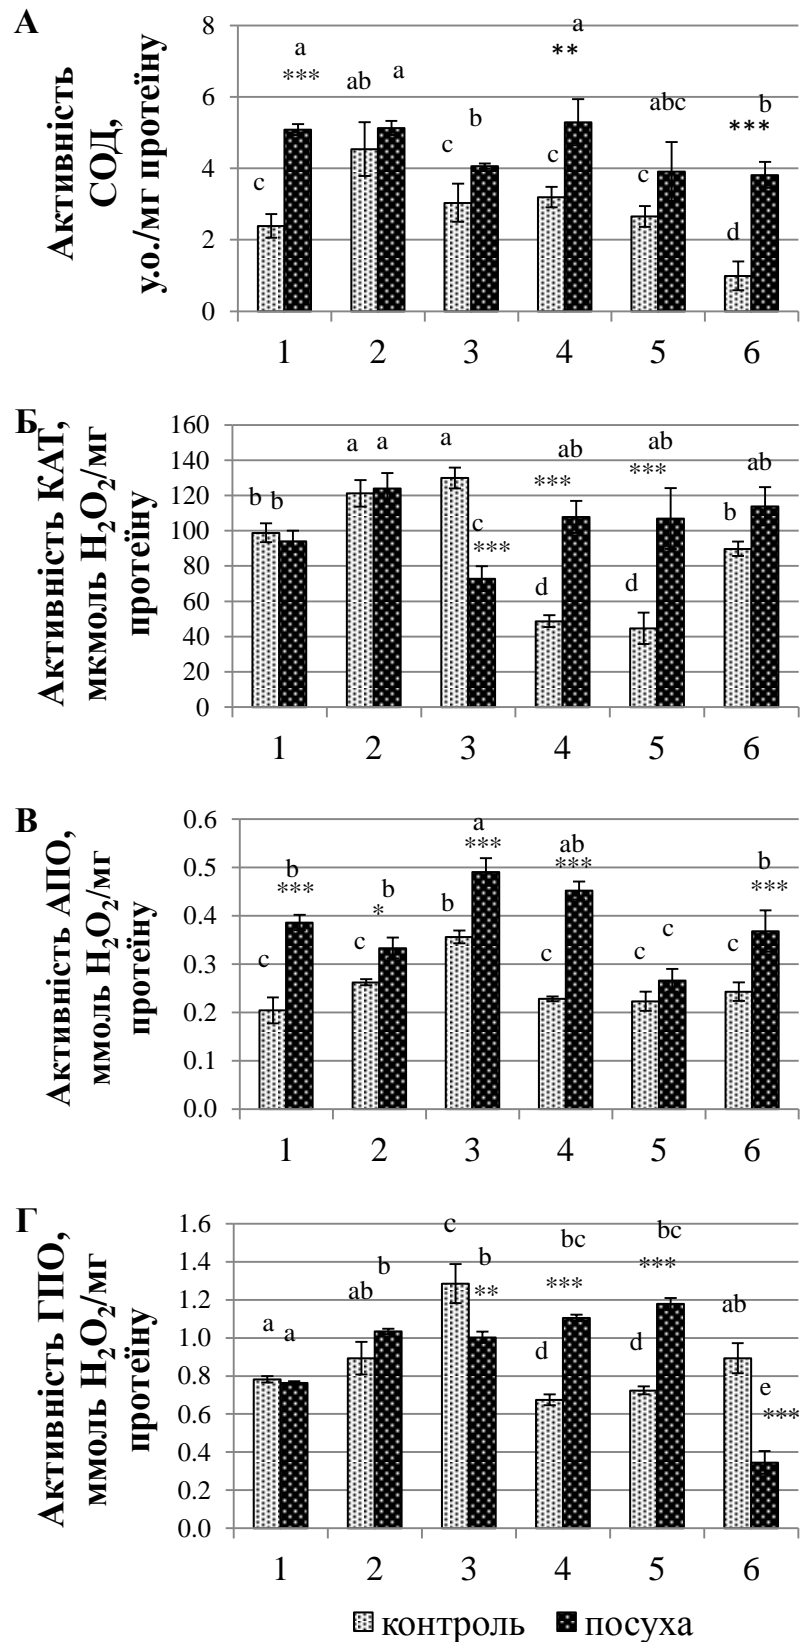 А
Активність
СОД,
у.о./мг протеїну
8
6
4
2
0
c
a
***
ab
a
c
b
c
a
**
c
abc
d
b
***
1 2 3 4 5 6
Б
Активність КАТ,
мкмоль H₂O₂/мг
протеїну
160
140
120
100
80
60
40
20
0
b b
a a
a
c
***
d
ab
***
d
ab
***
b
ab
1 2 3 4 5 6
В
Активність АПО,
ммоль H₂O₂/мг
протеїну
0.6
0.5
0.4
0.3
0.2
0.1
0.0
c
b
***
c
b
*
b
a
***
c
ab
***
c c
c
b
***
1 2 3 4 5 6
Г
Активність ГПО,
ммоль H₂O₂/мг
протеїну
1.6
1.4
1.2
1.0
0.8
0.6
0.4
0.2
0.0
a a
ab
b
c
b
**
d
bc
***
d
bc
***
ab
e
***
1 2 3 4 5 6
контроль посуха